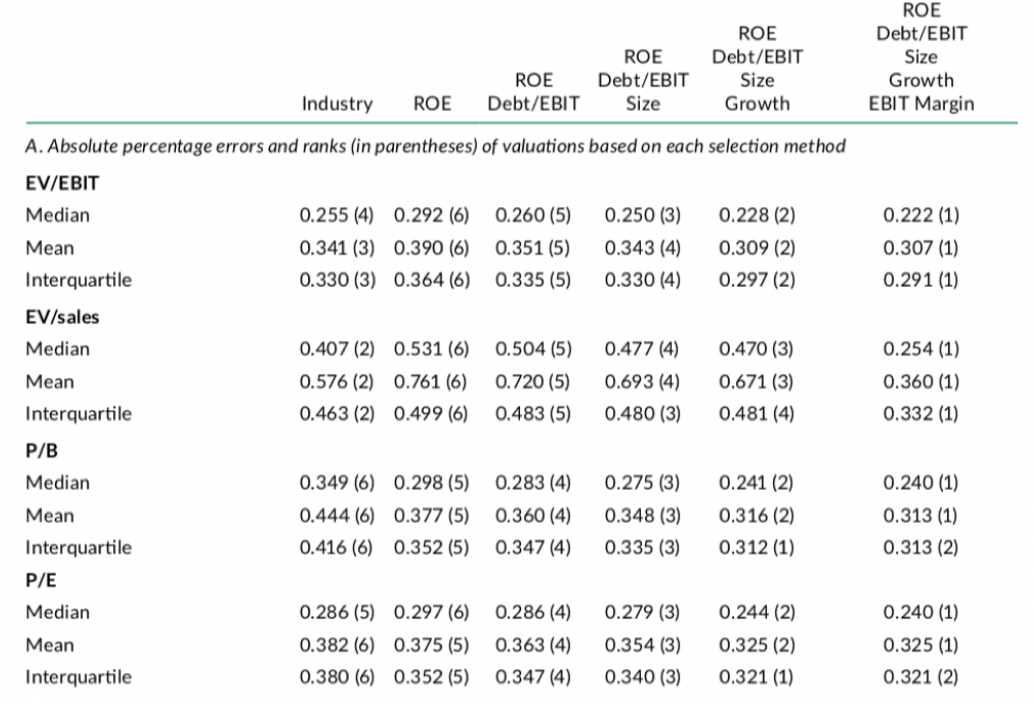 Industry ROE ROE Debt/EBIT ROE Debt/EBIT Size ROE Debt/EBIT Size Growth ROE Debt/EBIT Size Growth EBIT Margin
A. Absolute percentage errors and ranks (in parentheses) of valuations based on each selection method
EV/EBIT
Median 0.255 (4) 0.292 (6) 0.260 (5) 0.250 (3) 0.228 (2) 0.222 (1)
Mean 0.341 (3) 0.390 (6) 0.351 (5) 0.343 (4) 0.309 (2) 0.307 (1)
Interquartile 0.330 (3) 0.364 (6) 0.335 (5) 0.330 (4) 0.297 (2) 0.291 (1)
EV/sales
Median 0.407 (2) 0.531 (6) 0.504 (5) 0.477 (4) 0.470 (3) 0.254 (1)
Mean 0.576 (2) 0.761 (6) 0.720 (5) 0.693 (4) 0.671 (3) 0.360 (1)
Interquartile 0.463 (2) 0.499 (6) 0.483 (5) 0.480 (3) 0.481 (4) 0.332 (1)
P/B
Median 0.349 (6) 0.298 (5) 0.283 (4) 0.275 (3) 0.241 (2) 0.240 (1)
Mean 0.444 (6) 0.377 (5) 0.360 (4) 0.348 (3) 0.316 (2) 0.313 (1)
Interquartile 0.416 (6) 0.352 (5) 0.347 (4) 0.335 (3) 0.312 (1) 0.313 (2)
P/E
Median 0.286 (5) 0.297 (6) 0.286 (4) 0.279 (3) 0.244 (2) 0.240 (1)
Mean 0.382 (6) 0.375 (5) 0.363 (4) 0.354 (3) 0.325 (2) 0.325 (1)
Interquartile 0.380 (6) 0.352 (5) 0.347 (4) 0.340 (3) 0.321 (1) 0.321 (2)